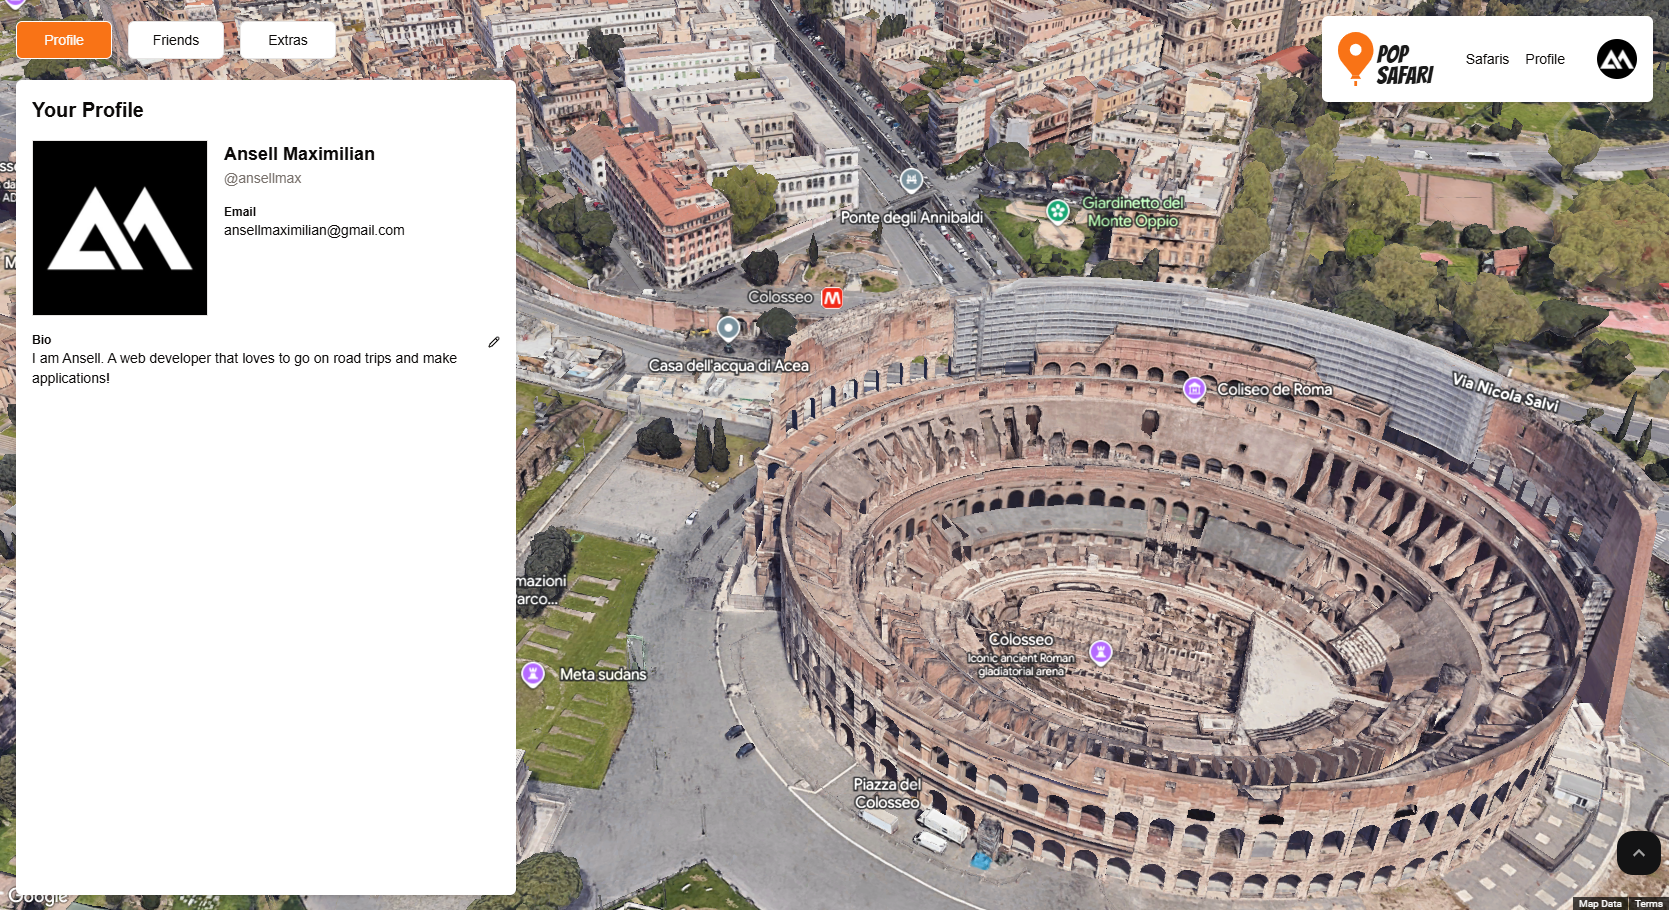 Profile
Friends
Extras
POP
SAFARI
Safaris
Profile
Your Profile
Ansell Maximilian
@ansellmax
Email
ansellmaximilian@gmail.com
Bio
I am Ansell. A web developer that loves to go on road trips and make
applications!
Ponte degli Annibaldi
Giardinetto del
Monte Oppio
Colosseo
M
Casa dell'acqua di Acea
Coliseo de Roma
Via Nicola Salvi
mazioni
arco...
Meta sudans
Colosseo
Iconic ancient Roman
gladiatorial arena
Piazza del
Colosseo
Google
Map Data
Terms